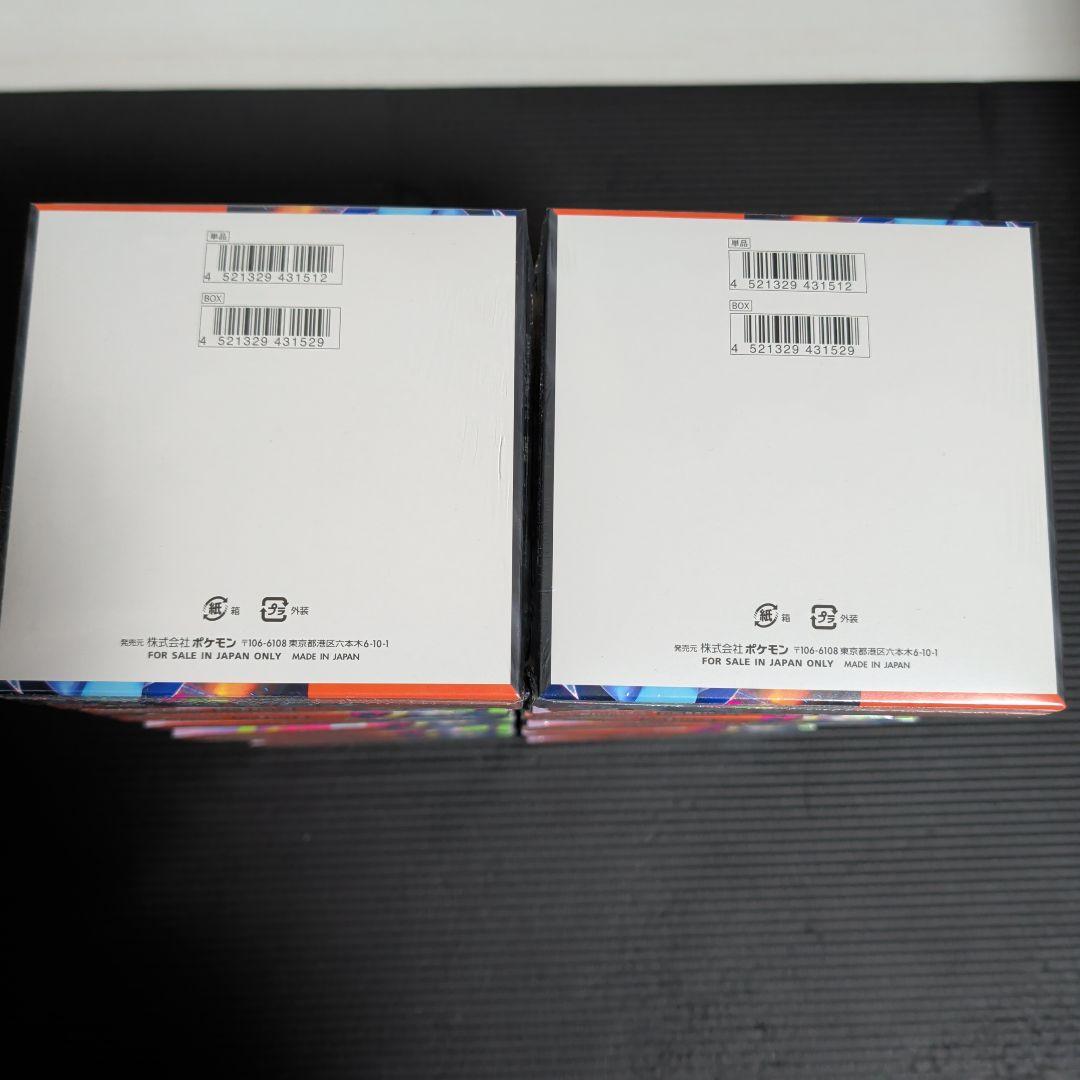 単品
4 521329 431512
BOX
4 521329 431529
紙 箱 プラ 外装
発売元 株式会社 ポケモン 〒106-6108 東京都港区六本木6-10-1
FOR SALE IN JAPAN ONLY MADE IN JAPAN
単品
4 521329 431512
BOX
4 521329 431529
紙 箱 プラ 外装
発売元 株式会社 ポケモン 〒106-6108 東京都港区六本木6-10-1
FOR SALE IN JAPAN ONLY MADE IN JAPAN